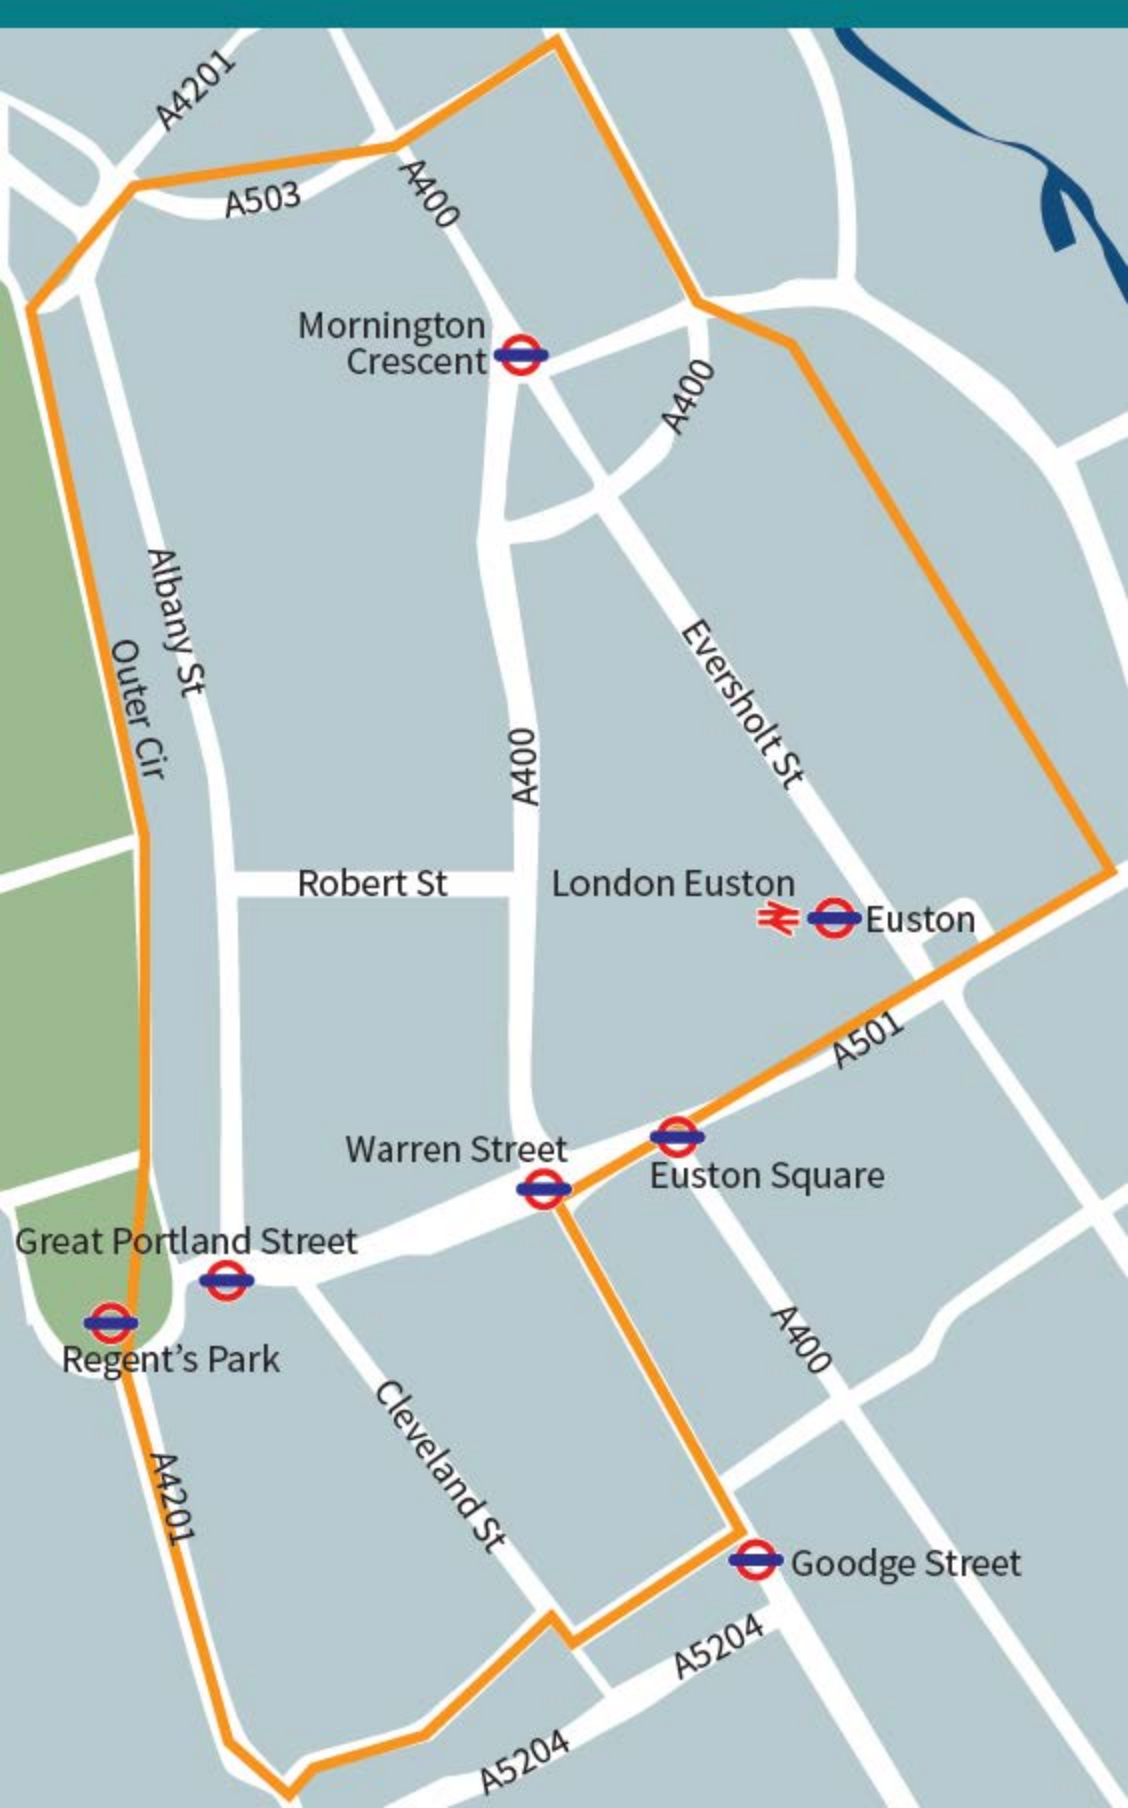 A4201
A503
A400
Mornington
Crescent
A400
Albany St
Outer Cir
Eversholt St
A400
Robert St
London Euston
Euston
A501
Warren Street
Euston Square
Great Portland Street
Regent's Park
A400
Cleveland St
A4201
Goodge Street
A5204
A5204